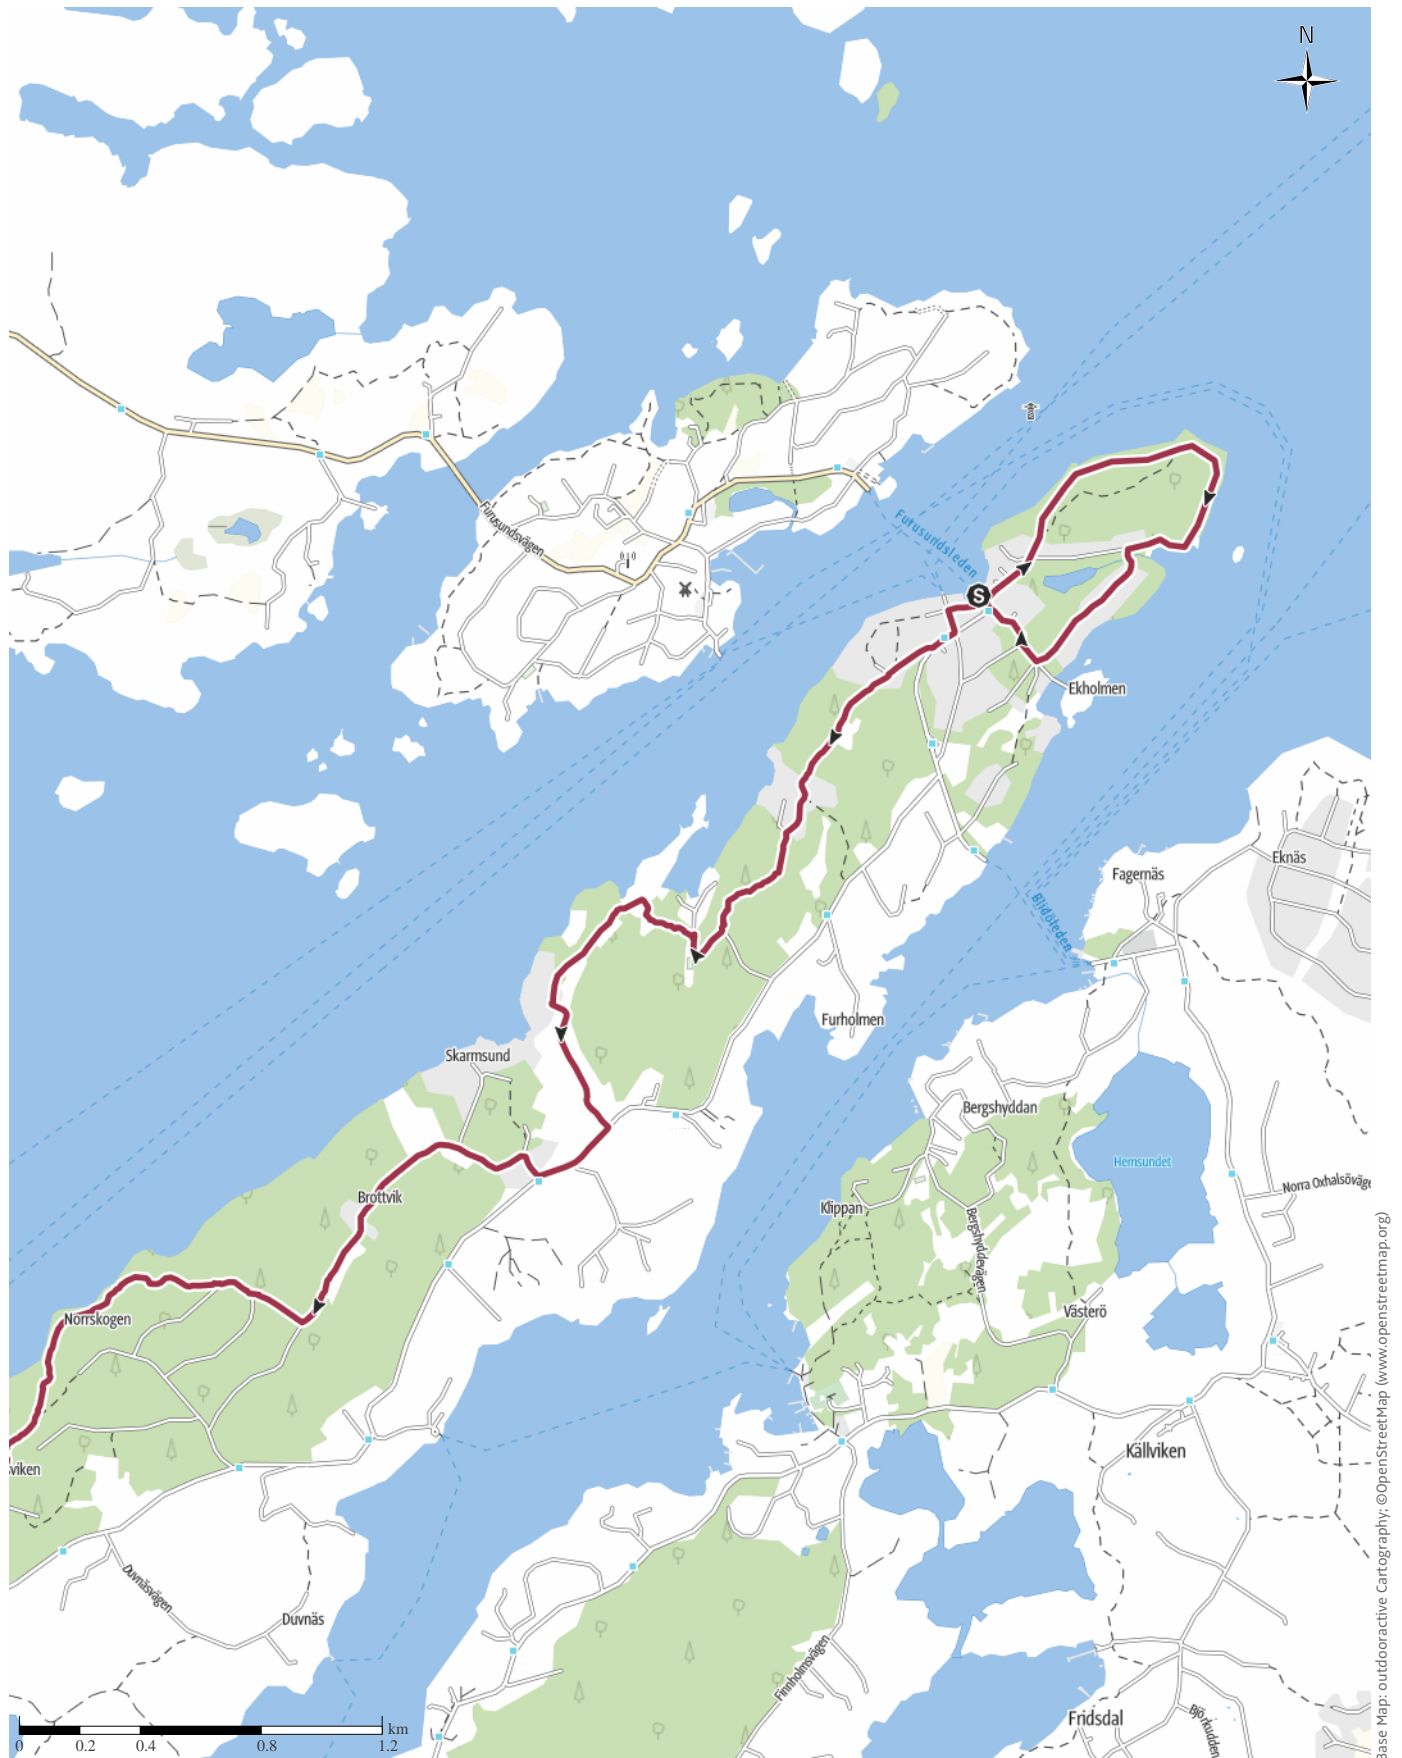 N
Furusundsvägen
Furusundsleden
S
Ekholmen
Eknäs
Fagernäs
Blidöleden
Furholmen
Skarmsund
Bergshyddan
Hemsundet
Norra Oxhalsöväge
Brottvik
Klippan
Bergshyddevägen
Västerö
Norrskogen
Källviken
sviken
Duvnäsvägen
Duvnäs
Finnholmsvägen
Fridsdal
Björkudden
km
0 0.2 0.4 0.8 1.2
Base Map: outdooractive Cartography; ©OpenStreetMap (www.openstreetmap.org)